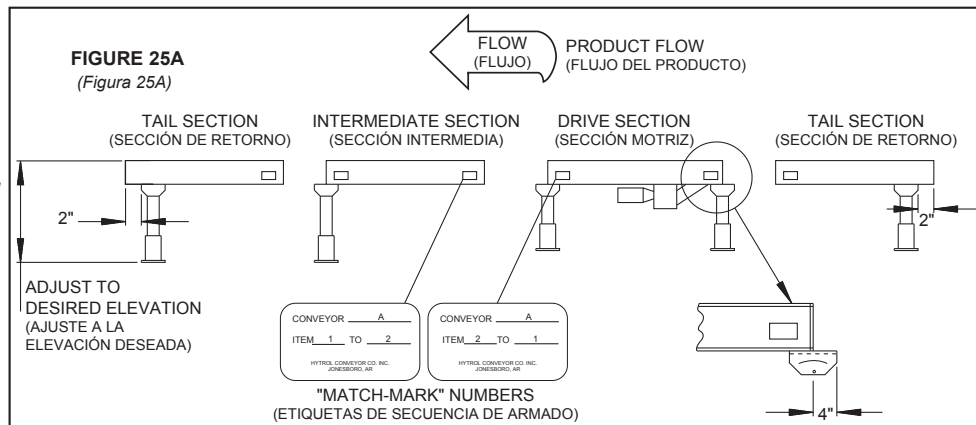 FIGURE 25A
(Figura 25A)
FLOW
(FLUJO)
PRODUCT FLOW
(FLUJO DEL PRODUCTO)
TAIL SECTION
(SECCIÓN DE RETORNO)
INTERMEDIATE SECTION
(SECCIÓN INTERMEDIA)
DRIVE SECTION
(SECCIÓN MOTRIZ)
TAIL SECTION
(SECCIÓN DE RETORNO)
2"
2"
ADJUST TO
DESIRED ELEVATION
(AJUSTE A LA
ELEVACIÓN DESEADA)
CONVEYOR A
ITEM 1 TO 2
HYTROL CONVEYOR CO. INC.
JONESBORO, AR
CONVEYOR A
ITEM 2 TO 1
HYTROL CONVEYOR CO. INC.
JONESBORO, AR
"MATCH-MARK" NUMBERS
(ETIQUETAS DE SECUENCIA DE ARMADO)
4"